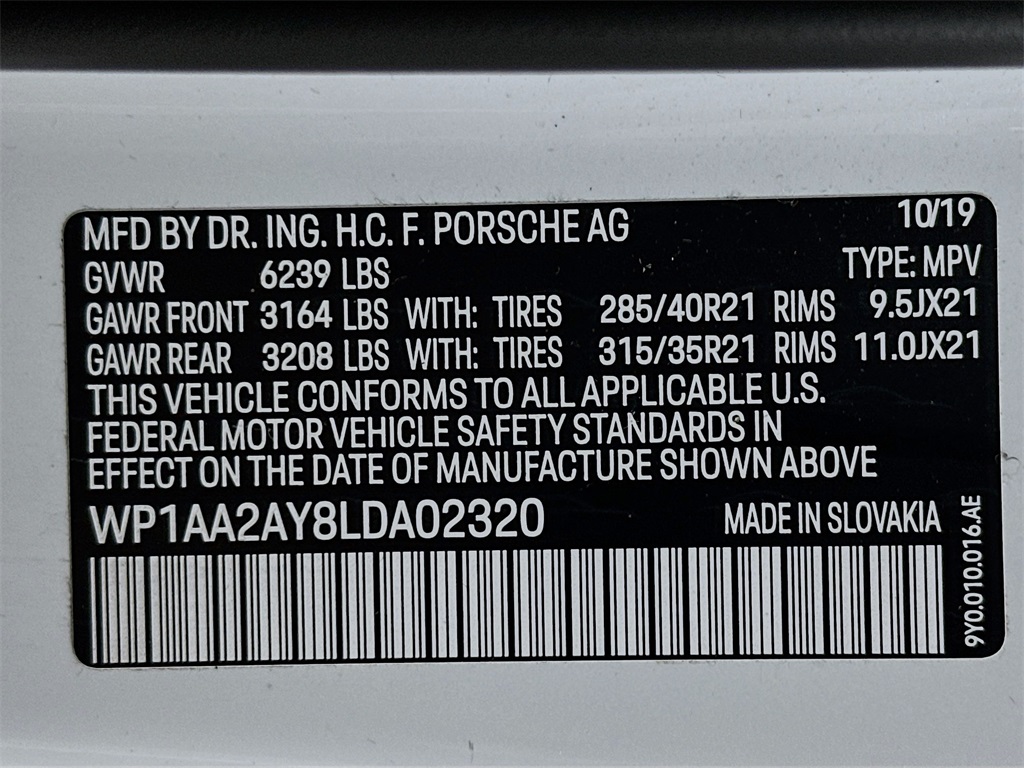 MFD BY DR. ING. H.C. F. PORSCHE AG 10/19
GVWR 6239 LBS TYPE: MPV
GAWR FRONT 3164 LBS WITH: TIRES 285/40R21 RIMS 9.5JX21
GAWR REAR 3208 LBS WITH: TIRES 315/35R21 RIMS 11.0JX21
THIS VEHICLE CONFORMS TO ALL APPLICABLE U.S.
FEDERAL MOTOR VEHICLE SAFETY STANDARDS IN
EFFECT ON THE DATE OF MANUFACTURE SHOWN ABOVE
WP1AA2AY8LDA02320 MADE IN SLOVAKIA
9Y0.010.016.AE